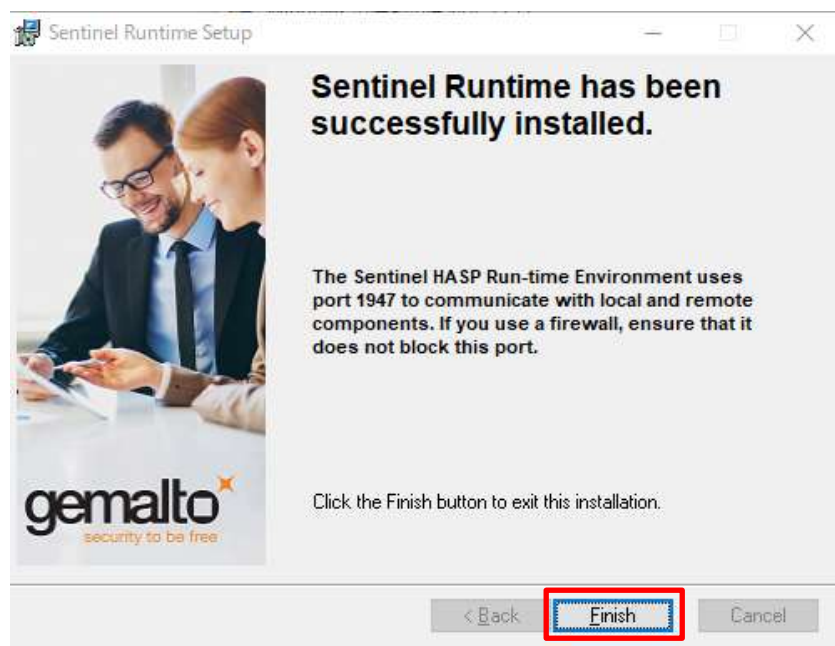 Sentinel Runtime Setup
Sentinel Runtime has been
successfully installed.
The Sentinel HASP Run-time Environment uses
port 1947 to communicate with local and remote
components. If you use a firewall, ensure that it
does not block this port.
gemalto
security to be free
Click the Finish button to exit this installation.
< Back
Finish
Cancel